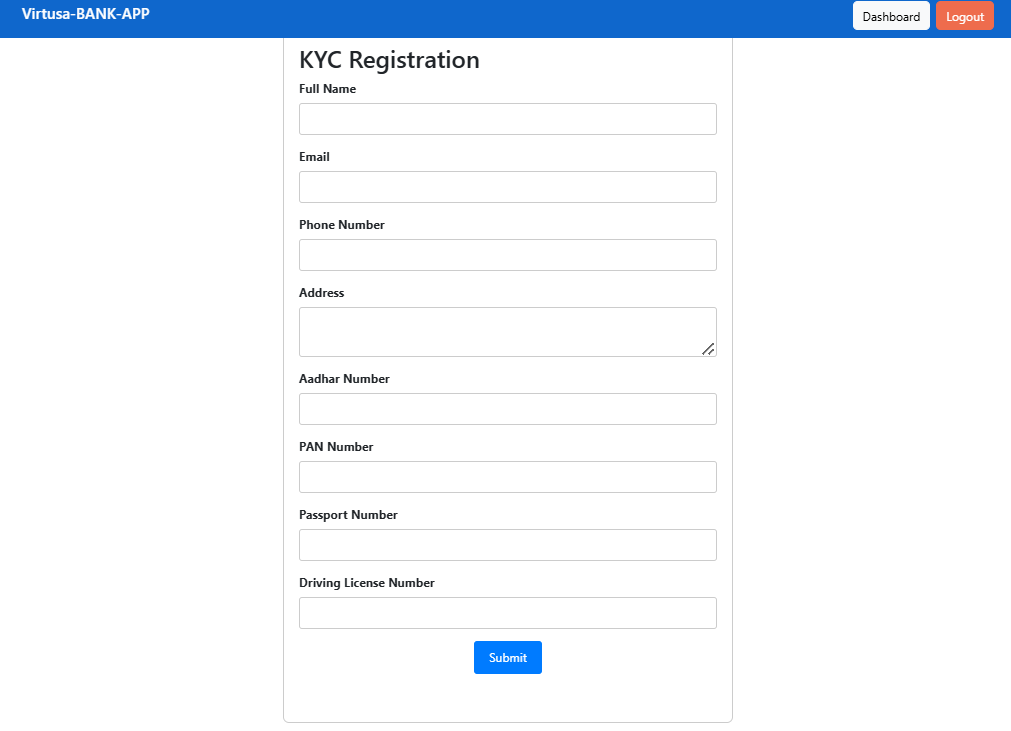 Virtusa-BANK-APP
Dashboard
Logout
KYC Registration
Full Name
Email
Phone Number
Address
Aadhar Number
PAN Number
Passport Number
Driving License Number
Submit